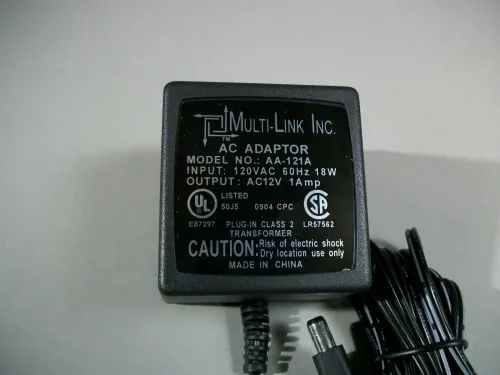 MULTI-LINK INC.
TM
AC ADAPTOR
MODEL NO.: AA-121A
INPUT: 120VAC 60Hz 18W
OUTPUT: AC12V 1Amp
UL LISTED SA
50J5 0904 CPC
E87297 PLUG-IN CLASS 2 LR57562
TRANSFORMER
CAUTION: Risk of electric shock
Dry location use only
MADE IN CHINA